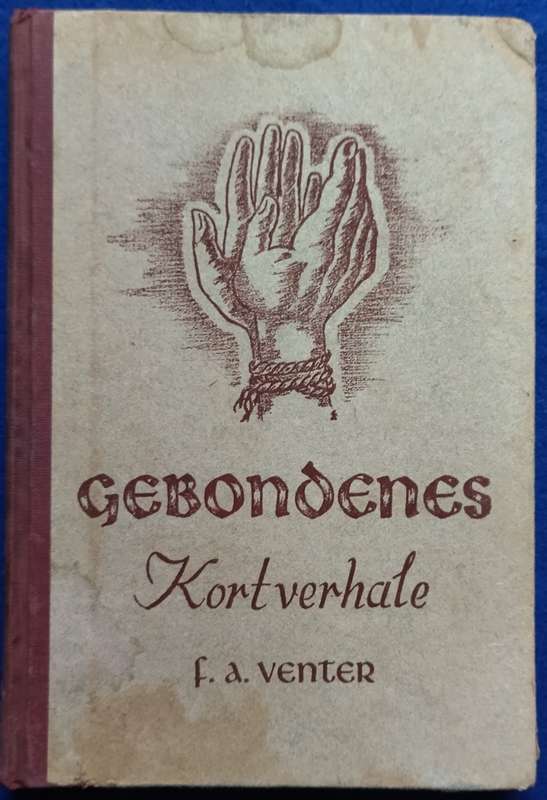 GEBONDENES
Kortverhale
F. A. VENTER